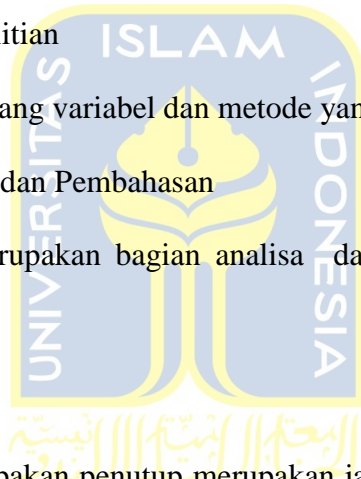 itian
ISLAM
UNIVERSITAS
INDONESIA
ang variabel dan metode yan
dan Pembahasan
rupakan bagian analisa da
pakan penutup merupakan ja